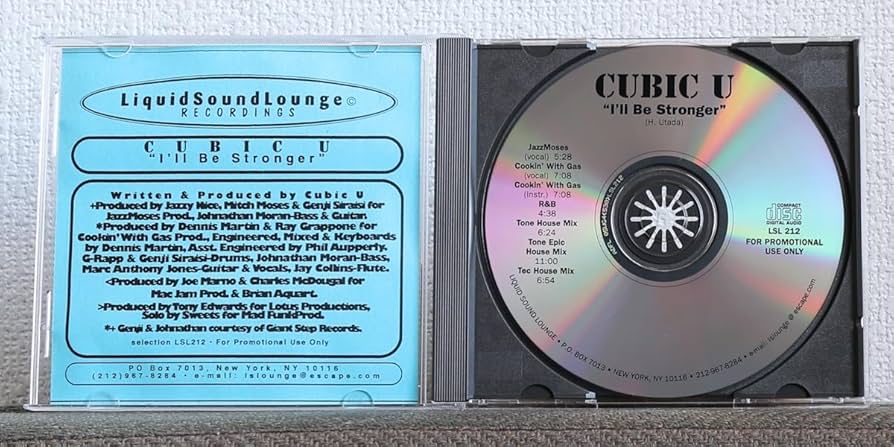 LiquidSoundLounge©
RECORDINGS
CUBIC U
"I'll Be Stronger"
Written & Produced by Cubic U
+Produced by Jazzy Nice, Mitch Moses & Genji Siraisi for
JazzMoses Prod., Johnathan Moran-Bass & Guitar.
*Produced by Dennis Martin & Ray Grappone for
Cookin' With Gas Prod., Engineered, Mixed & Keyboards
by Dennis Martin, Asst. Engineered by Phil Aupperly.
G-Rapp & Genji Siraisi-Drums, Johnathan Moran-Bass,
Marc Anthony Jones-Guitar & Vocals, Jay Collins-Flute.
<Produced by Joe Marno & Charles McDougal for
Mac Jam Prod. & Brian Aquart.
>Produced by Tony Edwards for Lotus Productions,
Solo by Sweets for Mad FunkProd.
*+ Genji & Johnathan courtesy of Giant Step Records.
selection LSL212 · For Promotional Use Only
PO Box 7013, New York, NY 10116
(212)967-8284 · e-mail: lslounge@escape.com
CUBIC U
"I'll Be Stronger"
(H. Utada)
JazzMoses
(vocal) 5:28
Cookin' With Gas
(vocal) 7:08
Cookin' With Gas
(Instr.) 7:08
R&B
4:38
Tone House Mix
6:24
Tone Epic
House Mix
11:00
Tec House Mix
6:54
COMPACT
disc
DIGITAL AUDIO
LSL 212
FOR PROMOTIONAL
USE ONLY
LIQUID SOUND LOUNGE • P.O. BOX 7013 • NEW YORK, NY 10116 • 212-967-8284 • e-mail: lslounge @ escape.com